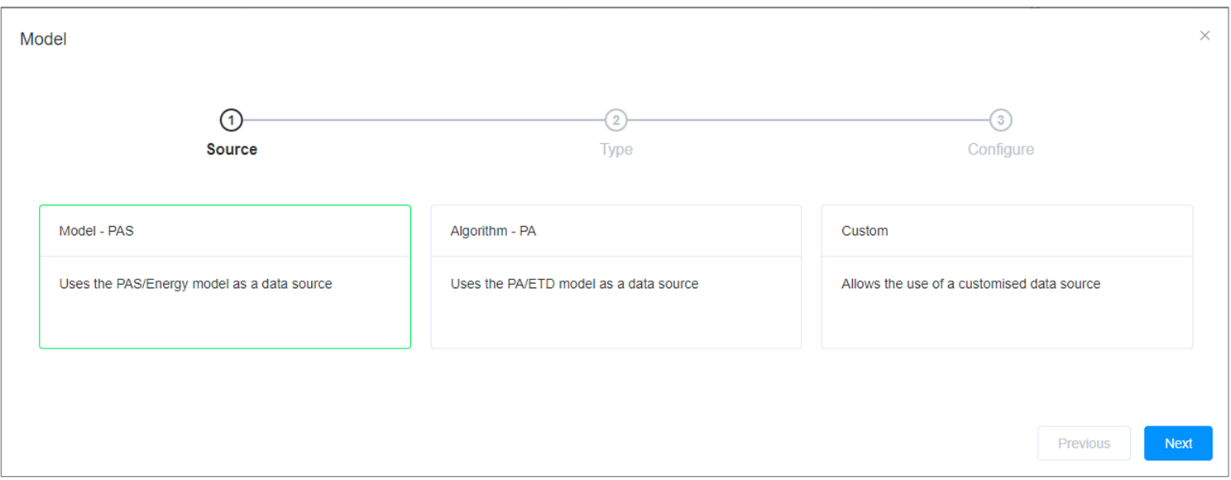 Model
1
2
3
Source
Type
Configure
Model - PAS
Algorithm - PA
Custom
Uses the PAS/Energy model as a data source
Uses the PA/ETD model as a data source
Allows the use of a customised data source
Previous
Next